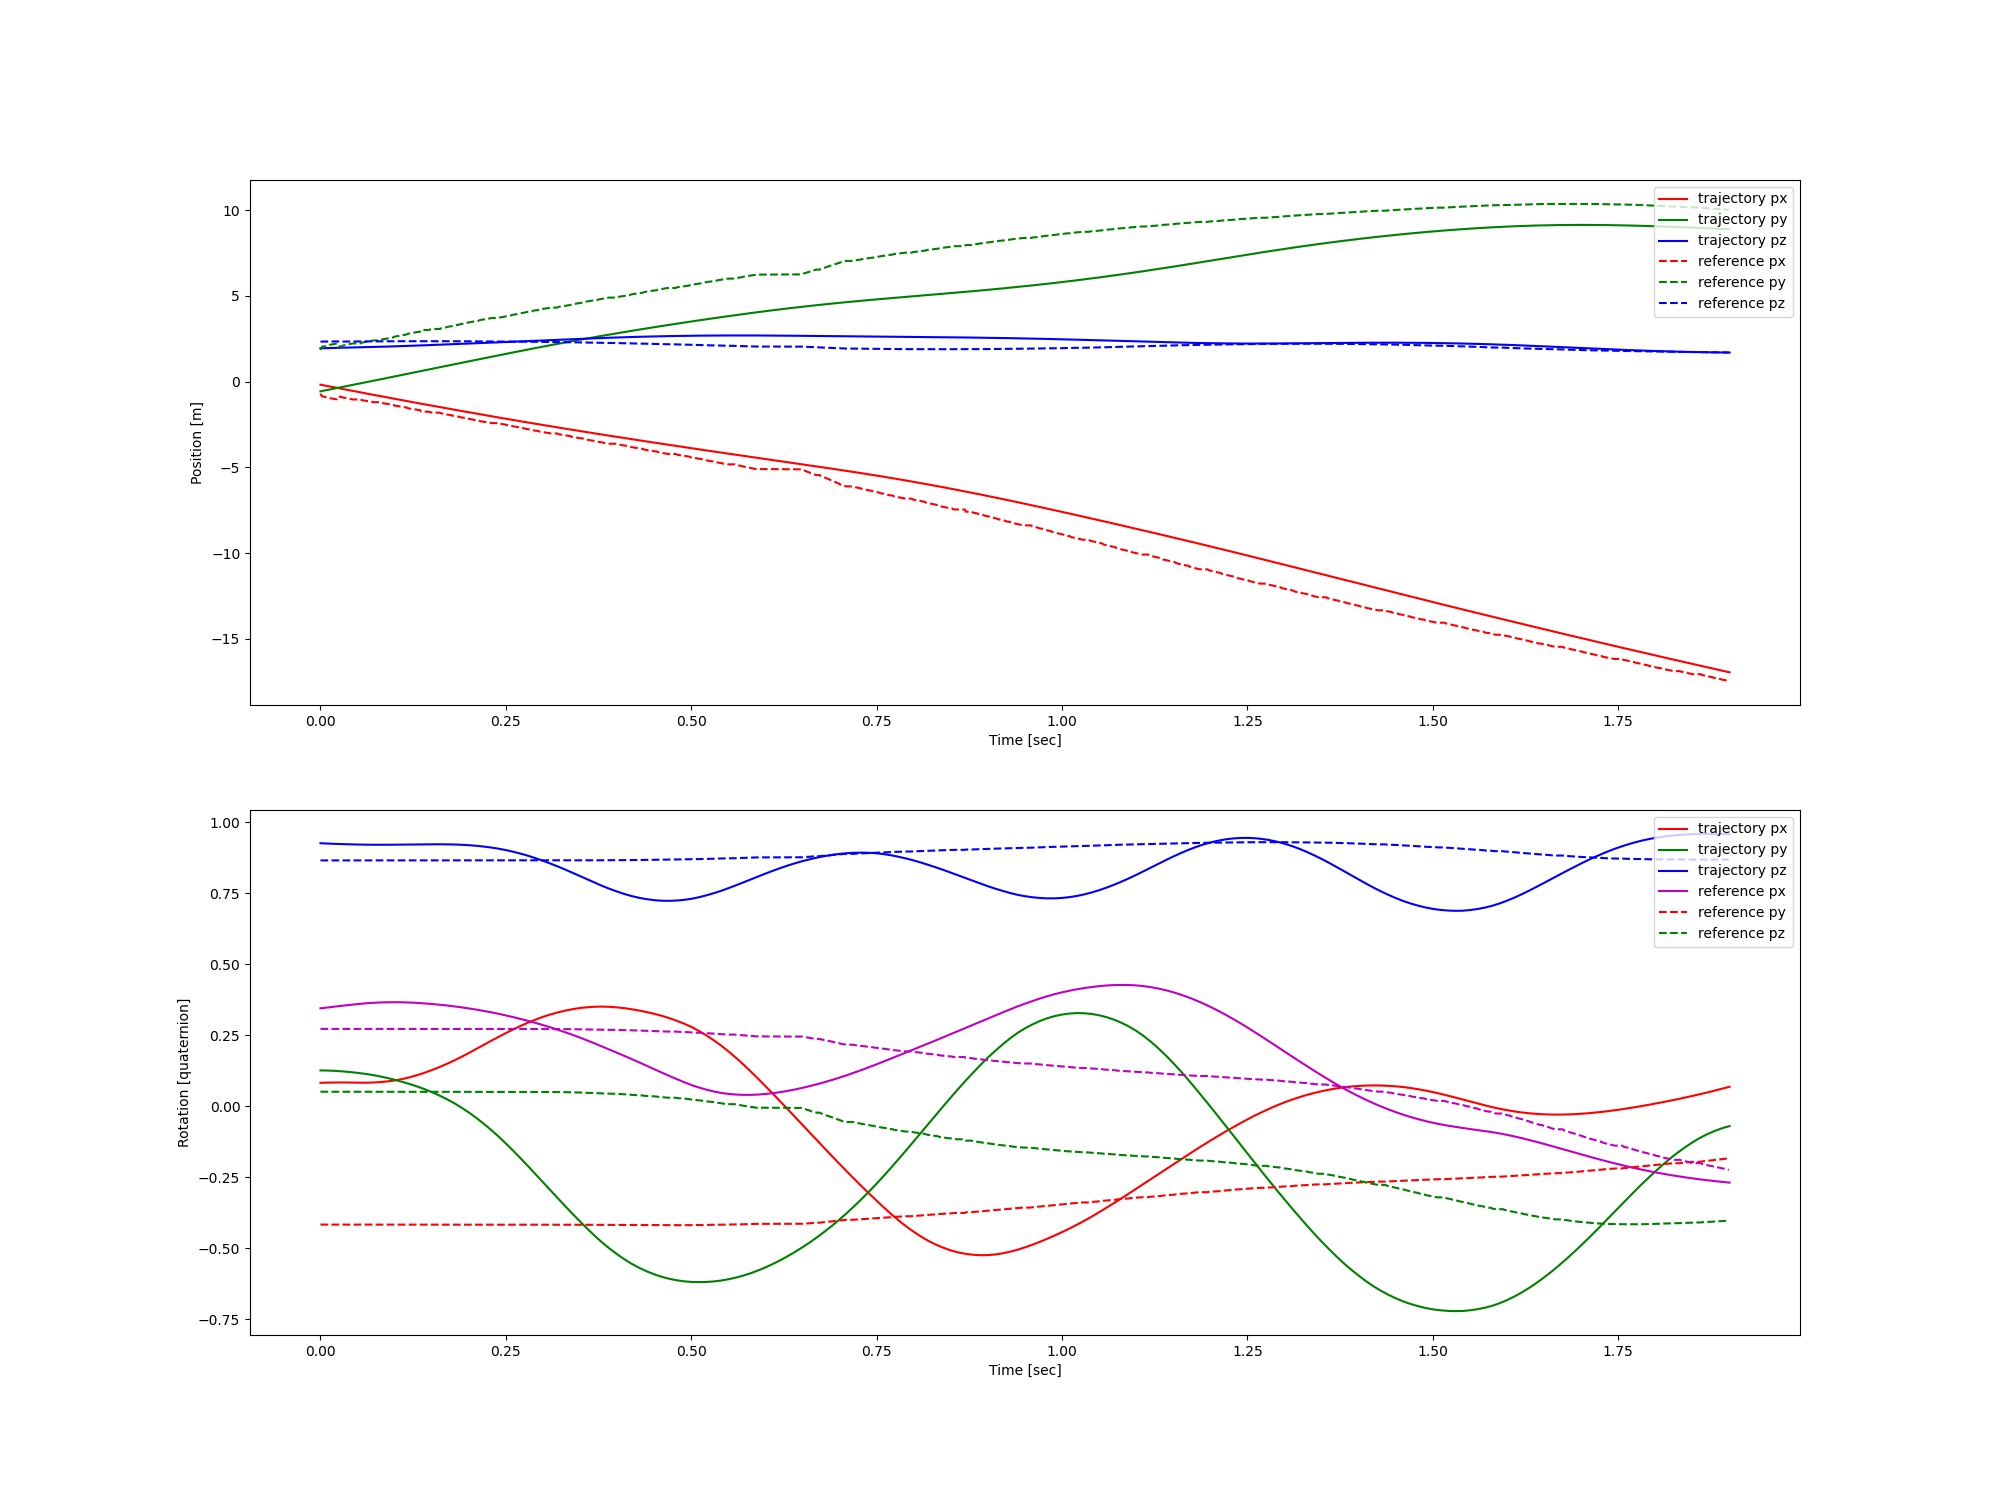 10
5
0
−5
−10
−15
Position [m]
0.00 0.25 0.50 0.75 1.00 1.25 1.50 1.75
Time [sec]
trajectory px
trajectory py
trajectory pz
reference px
reference py
reference pz
1.00
0.75
0.50
0.25
0.00
−0.25
−0.50
−0.75
Rotation [quaternion]
0.00 0.25 0.50 0.75 1.00 1.25 1.50 1.75
Time [sec]
trajectory px
trajectory py
trajectory pz
reference px
reference py
reference pz